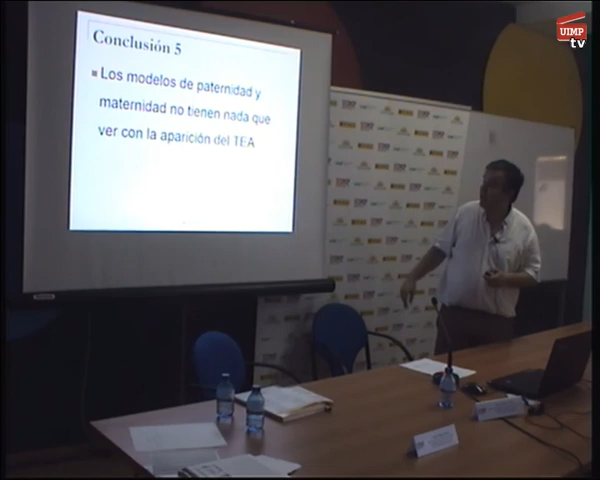 Conclusión 5
Los modelos de paternidad y
maternidad no tienen nada que
ver con la aparición del TEA
UIMP
tv